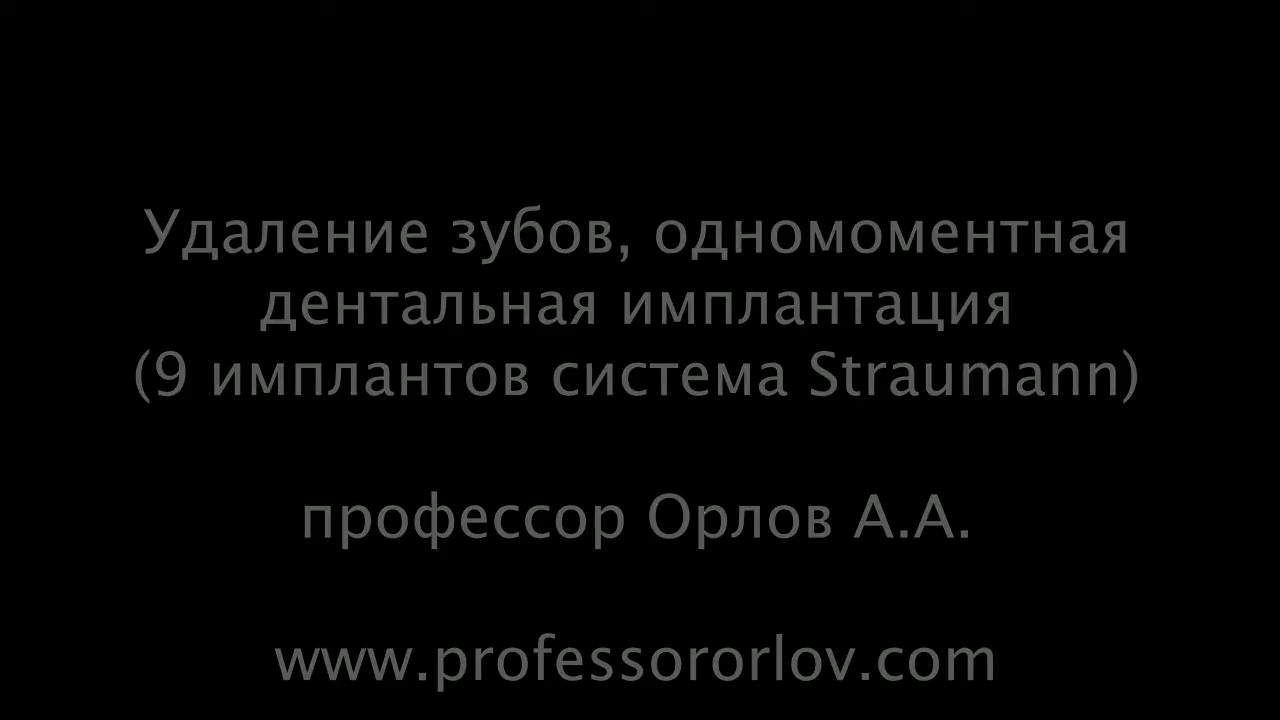 Удаление зубов, одномоментная
дентальная имплантация
(9 имплантов система Straumann)
профессор Орлов А.А.
www.professororlov.com